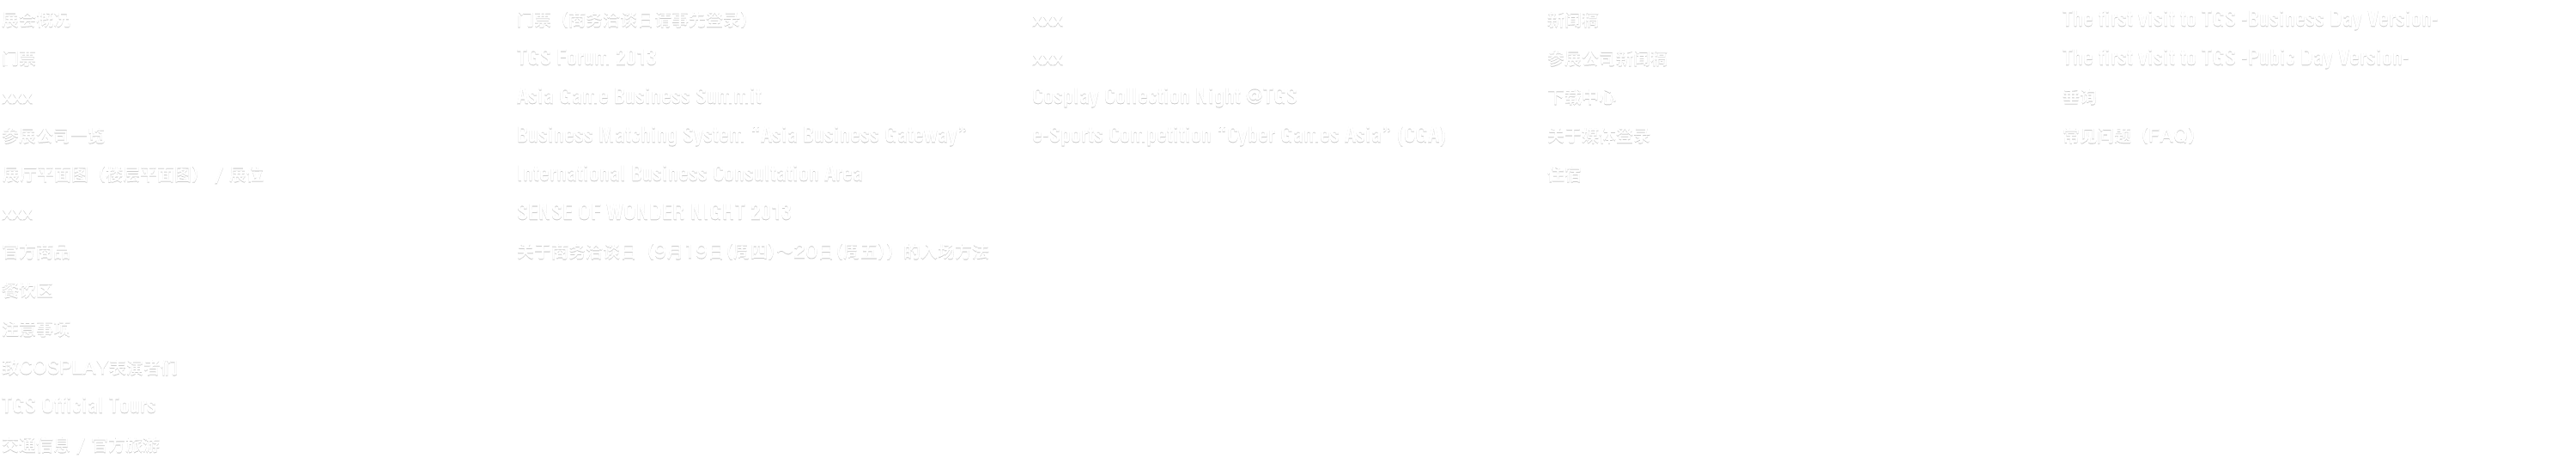 展会概况
门票
xxx
参展公司一览
展厅平面图（楼层平面图） / 展位
xxx
官方商品
餐饮区
注意事项
致COSPLAY表演者们
TGS Official Tours
交通信息 / 官方旅游
门票（商务洽谈日请事先登录）
TGS Forum 2013
Asia Game Business Summit
Business Matching System "Asia Business Gateway"
International Business Consultation Area
SENSE OF WONDER NIGHT 2013
关于商务洽谈日（9月19日(周四)～20日(周五)）的入场方法
xxx
xxx
Cosplay Collection Night @TGS
e-Sports Competition "Cyber Games Asia" (CGA)
新闻稿
参展公司新闻稿
下载中心
关于媒体登录
住宿
The first visit to TGS -Business Day Version-
The first visit to TGS -Pubic Day Version-
垂询
常见问题（FAQ）